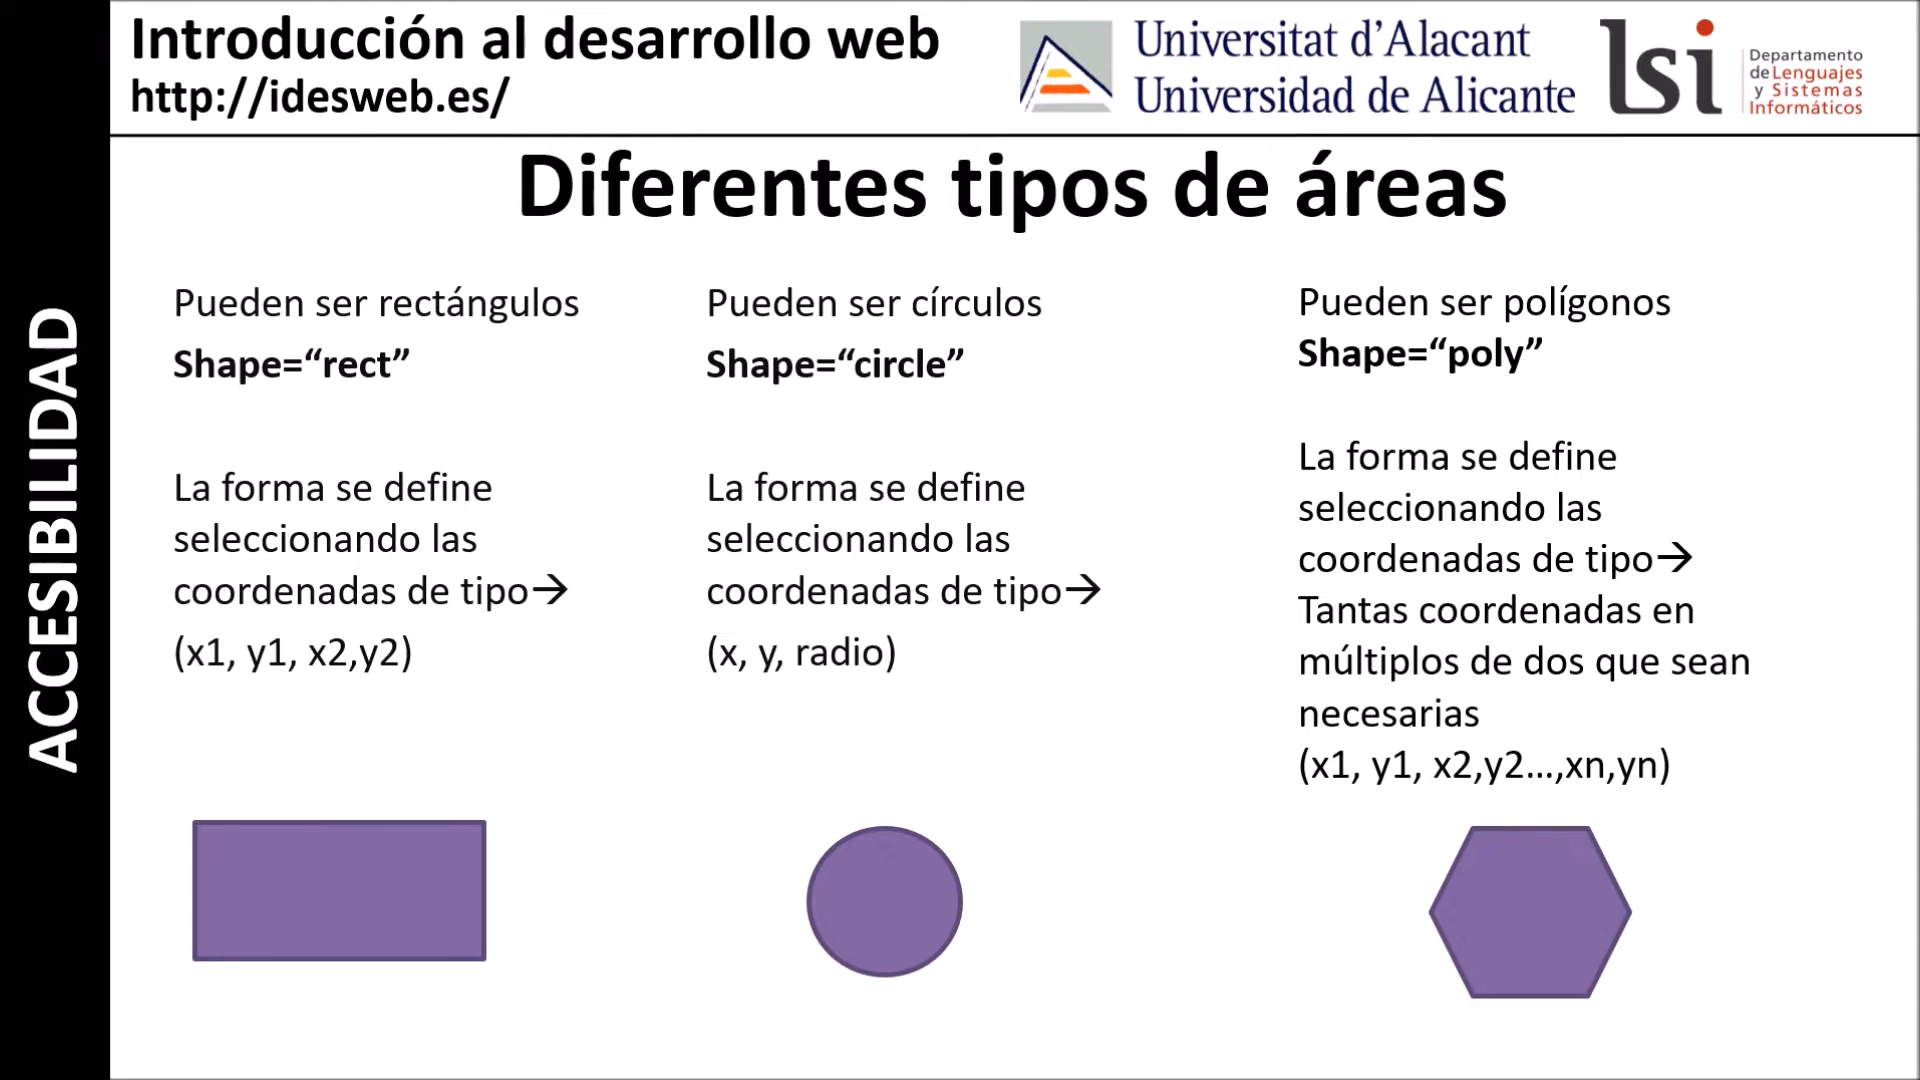 Introducción al desarrollo web
http://idesweb.es/
Universitat d’Alacant
Universidad de Alicante
lsi
Departamento
de Lenguajes
y Sistemas
Informáticos
ACCESIBILIDAD
Diferentes tipos de áreas
Pueden ser rectángulos
Shape=“rect”
La forma se define
seleccionando las
coordenadas de tipo→
(x1, y1, x2,y2)
Pueden ser círculos
Shape=“circle”
La forma se define
seleccionando las
coordenadas de tipo→
(x, y, radio)
Pueden ser polígonos
Shape=“poly”
La forma se define
seleccionando las
coordenadas de tipo→
Tantas coordenadas en
múltiplos de dos que sean
necesarias
(x1, y1, x2,y2…,xn,yn)